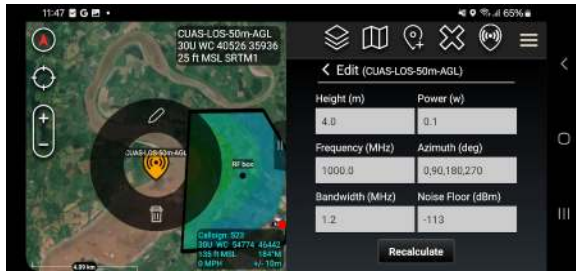 11:47
65%
CUAS-LOS-50m-AGL
30U WC 40526 35936
25 ft MSL SRTM1
CUAS-LOS-50m-AGL
RF box
Callsign: 523
30U WC 54774 46442
135 ft MSL 184°M
0 MPH +/- 10m
4.00 km
Edit (CUAS-LOS-50m-AGL)
Height (m) Power (w)
4.0 0.1
Frequency (MHz) Azimuth (deg)
1000.0 0,90,180,270
Bandwidth (MHz) Noise Floor (dBm)
1.2 -113
Recalculate